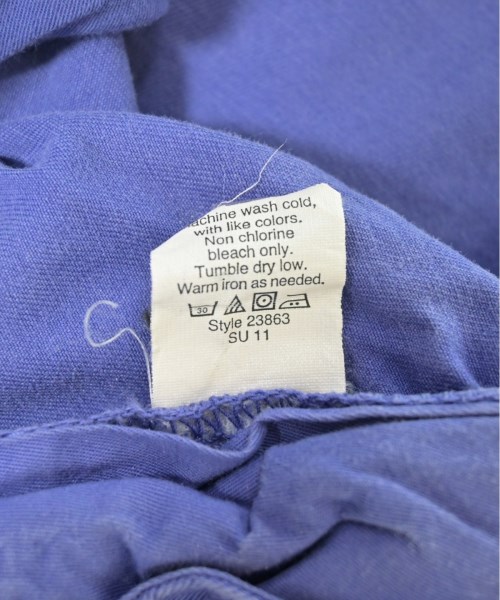 achine wash cold,
with like colors.
Non chlorine
bleach only.
Tumble dry low.
Warm iron as needed.
30
Style 23863
SU 11